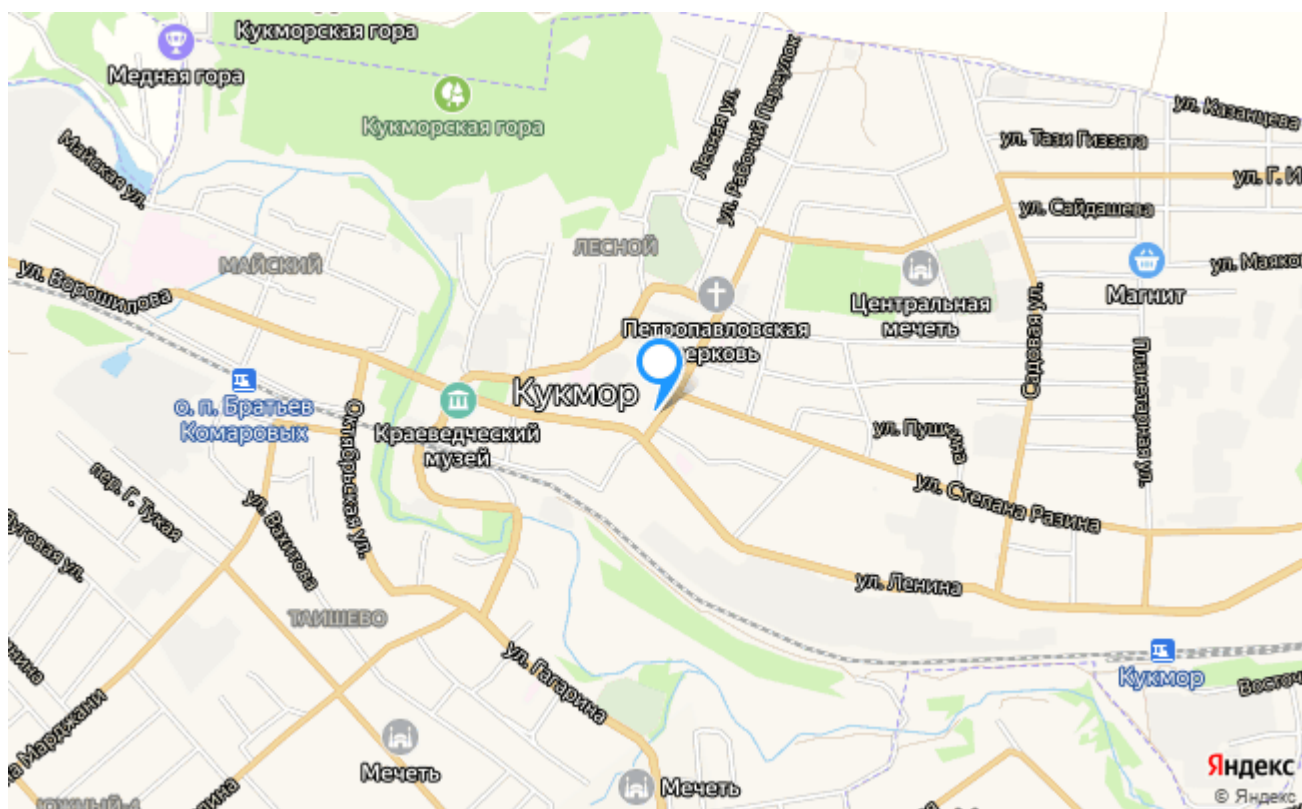 Кукморская гора
Медная гора
Кукморская гора
Лесная ул.
ул. Рабочий Переулок
ул. Казанцева
ул. Тази Гиззата
ул. Г. И
ул. Сайдашева
Майская ул.
МАЙСКИЙ
ЛЕСНОЙ
ул. Ворошилова
Центральная
мечеть
Магнит
ул. Маяков
Садовая ул.
Планетарная ул.
Петропавловская
церковь
Кукмор
о. п. Братьев
Комаровых
Октябрьская ул.
Краеведческий
музей
ул. Пушкина
ул. Степана Разина
ул. Ленина
пер. Г. Тукая
ул. Вахитова
Луговая ул.
ТАИШЕВО
ул. Гагарина
Кукмор
Мечеть
Мечеть
Яндекс
© Яндекс